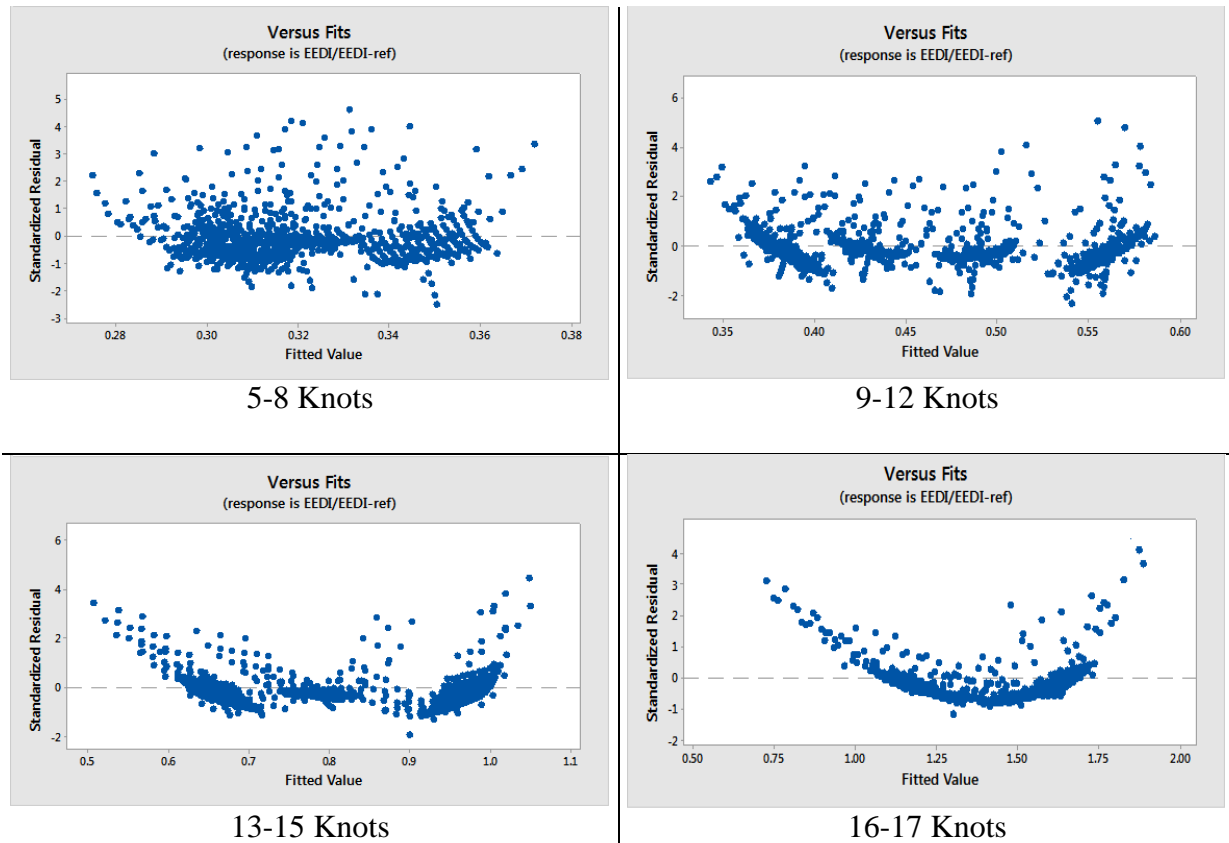 Versus Fits
(response is EEDI/EEDI-ref)
Standardized Residual
5
4
3
2
1
0
-1
-2
-3
0.28 0.30 0.32 0.34 0.36 0.38
Fitted Value
5-8 Knots
Versus Fits
(response is EEDI/EEDI-ref)
Standardized Residual
6
4
2
0
-2
0.35 0.40 0.45 0.50 0.55 0.60
Fitted Value
9-12 Knots
Versus Fits
(response is EEDI/EEDI-ref)
Standardized Residual
6
4
2
0
-2
0.5 0.6 0.7 0.8 0.9 1.0 1.1
Fitted Value
13-15 Knots
Versus Fits
(response is EEDI/EEDI-ref)
Standardized Residual
4
3
2
1
0
-1
-2
0.50 0.75 1.00 1.25 1.50 1.75 2.00
Fitted Value
16-17 Knots